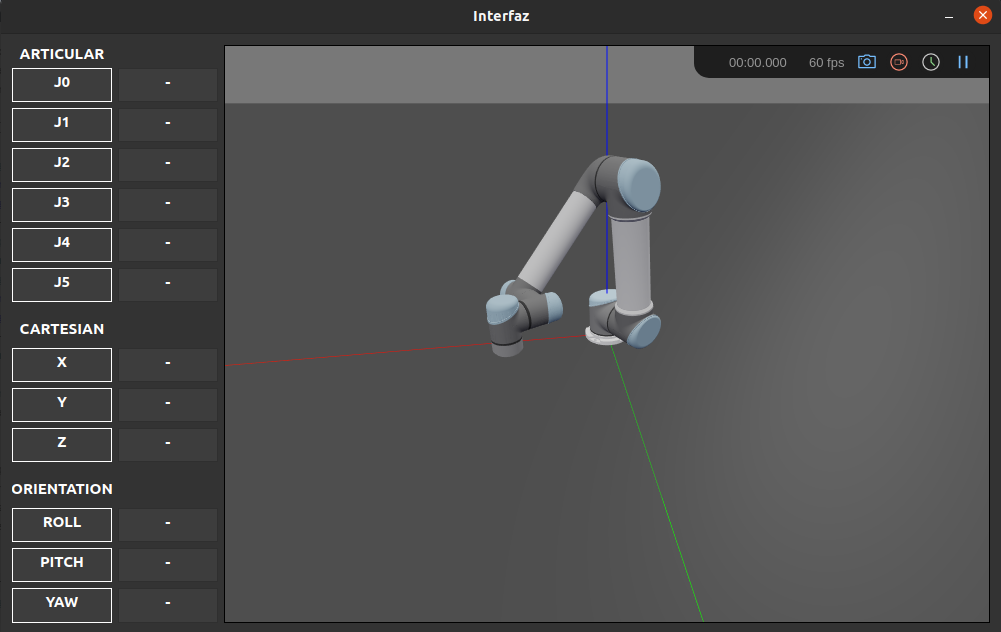 Interfaz
00:00.000 60 fps
ARTICULAR
J0 -
J1 -
J2 -
J3 -
J4 -
J5 -
CARTESIAN
X -
Y -
Z -
ORIENTATION
ROLL -
PITCH -
YAW -